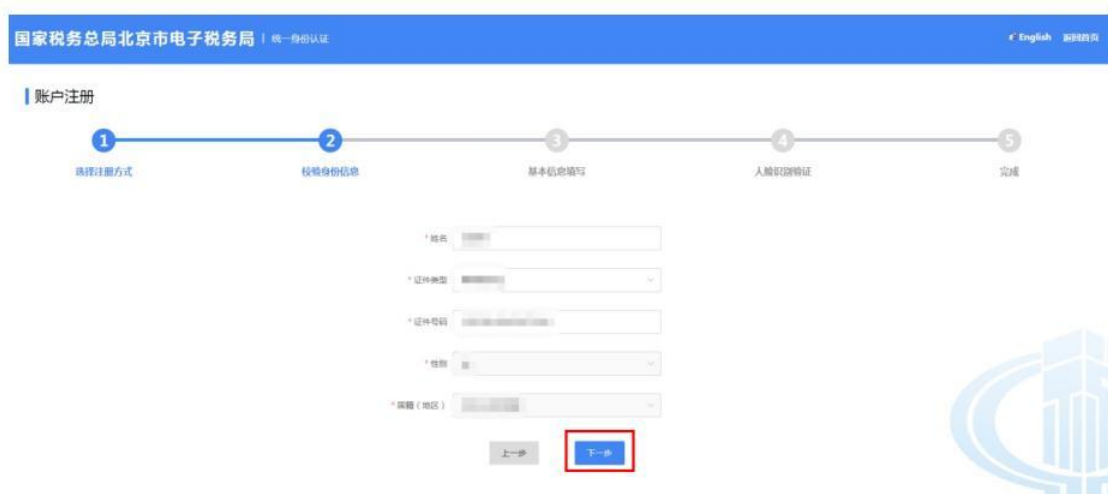 国家税务总局北京市电子税务局 | 统一身份认证
English 返回首页
账户注册
1 2 3 4 5
选择注册方式 校验身份信息 基本信息填写 人脸识别验证 完成
*姓名
*证件类型
*证件号码
*性别
*国籍(地区)
上一步 下一步